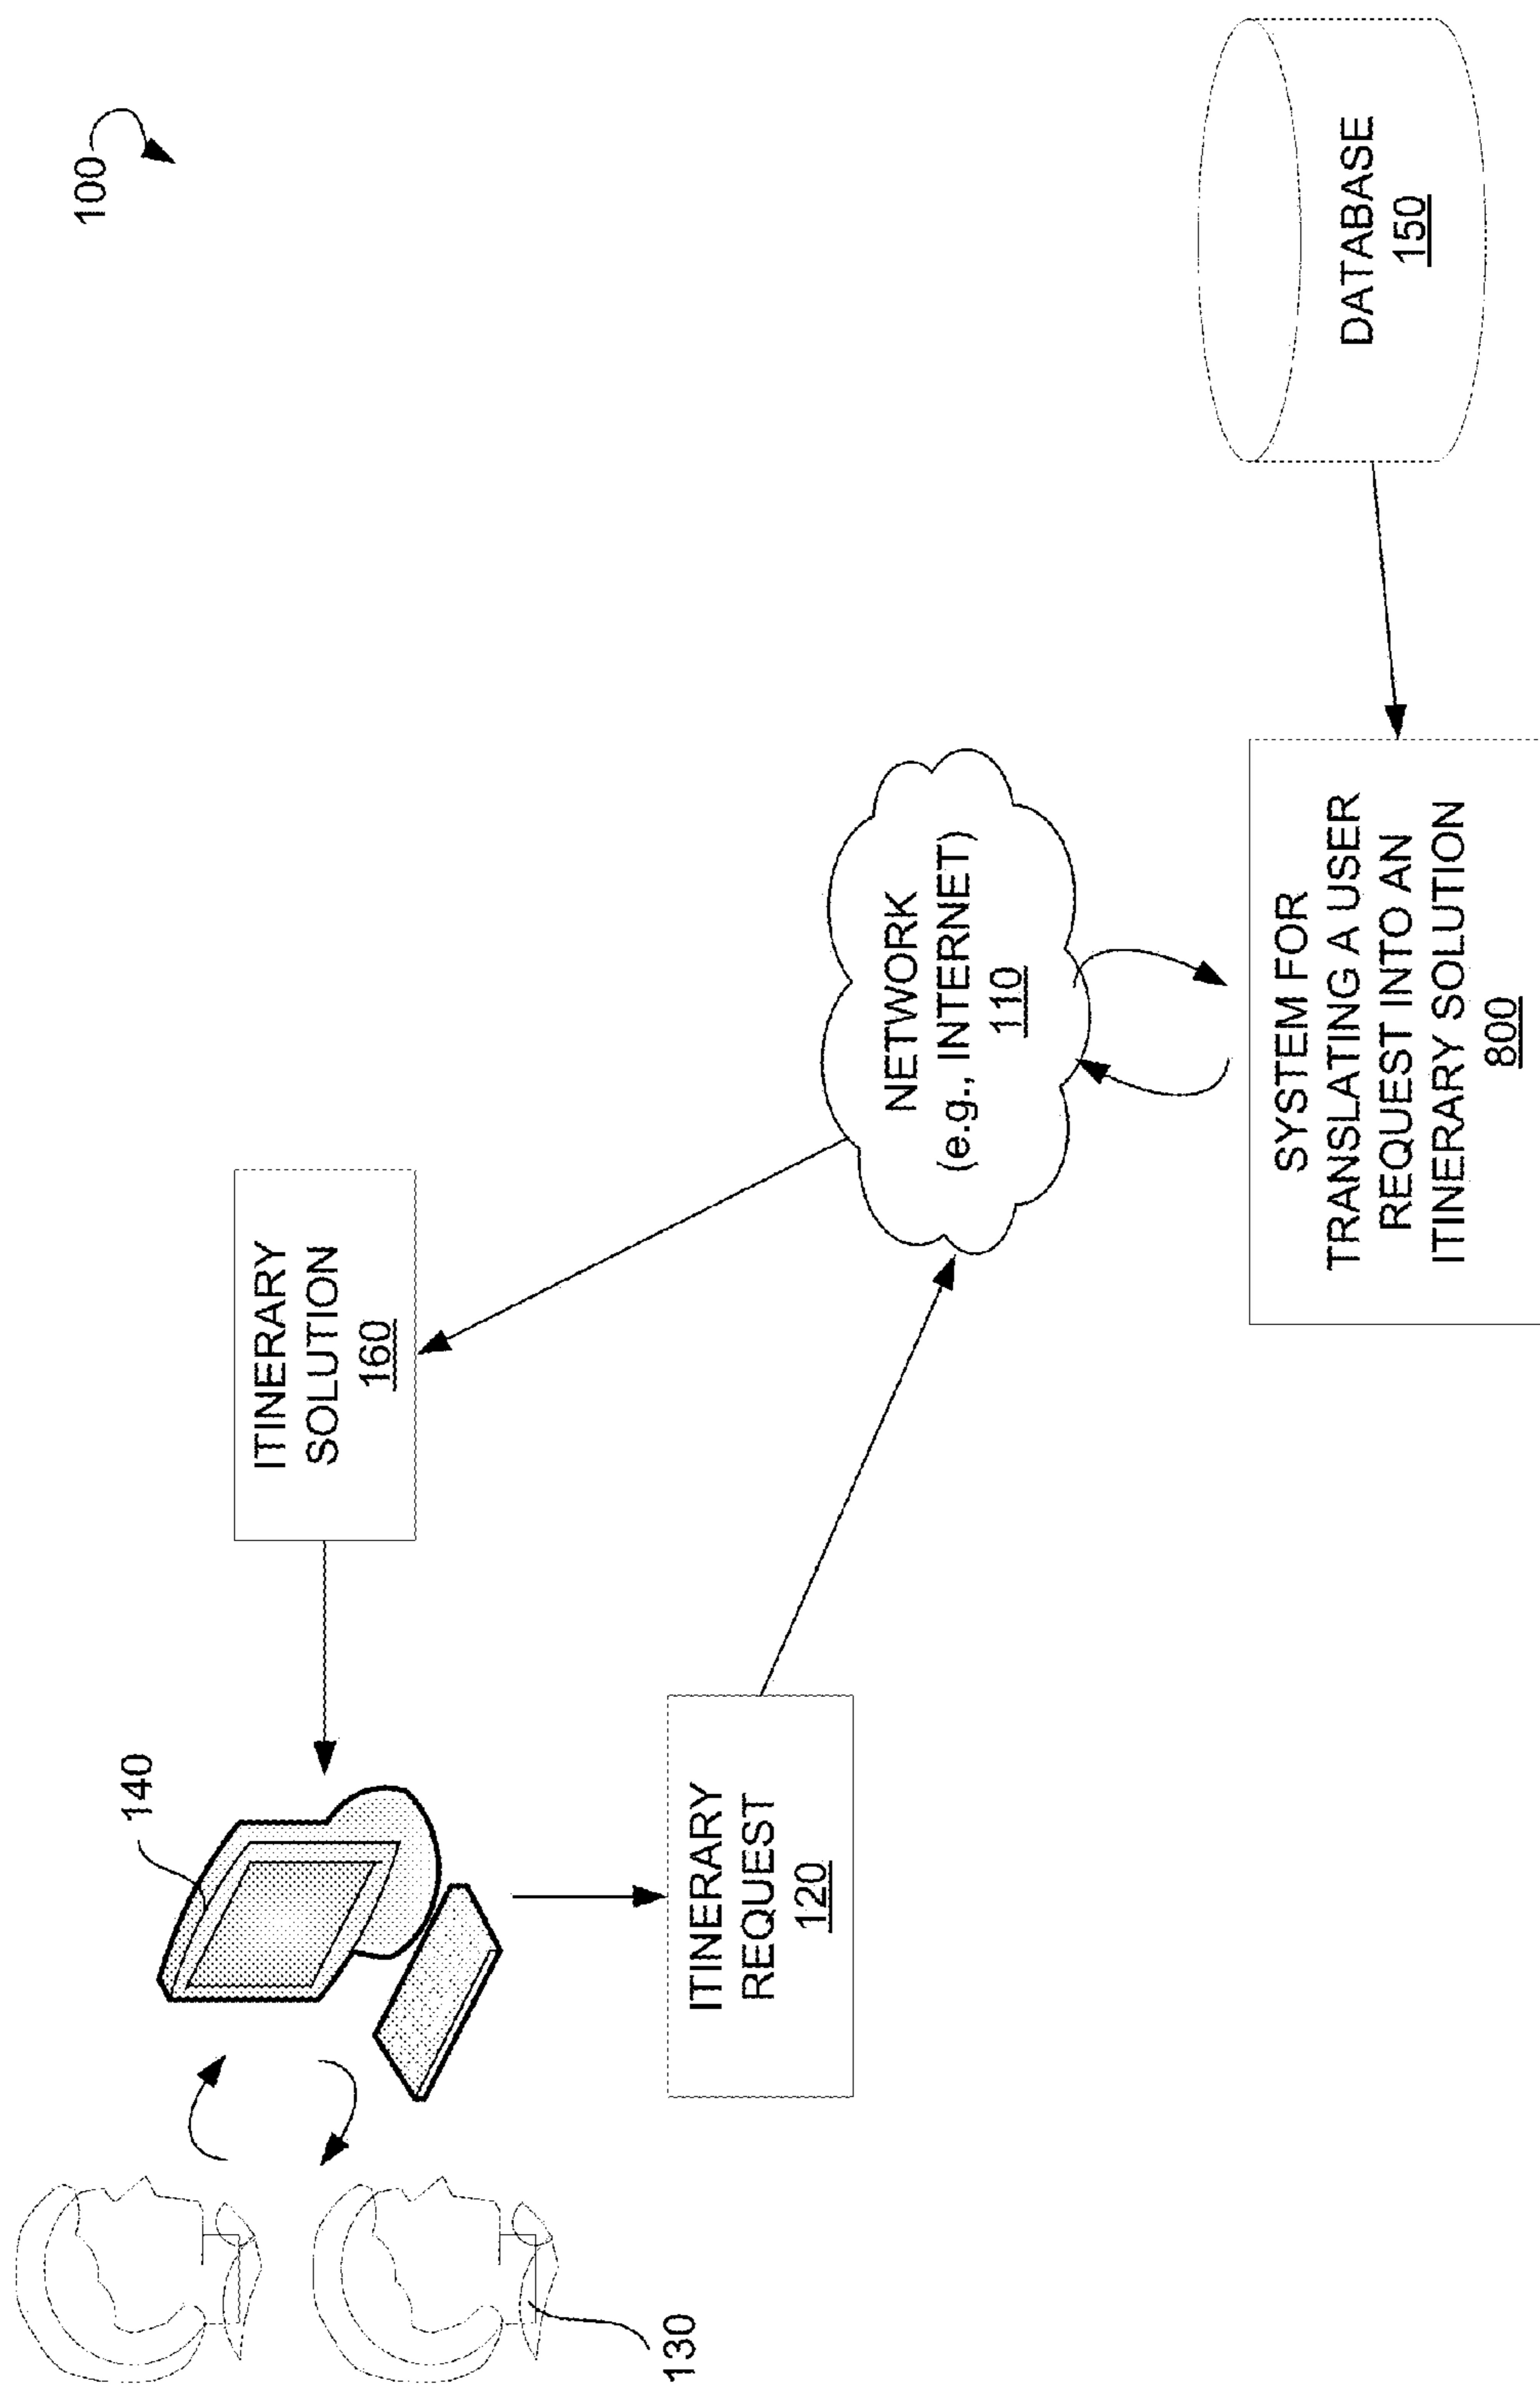 100
140
ITINERARY
SOLUTION
160
130
ITINERARY
REQUEST
120
NETWORK
(e.g., INTERNET)
110
SYSTEM FOR
TRANSLATING A USER
REQUEST INTO AN
ITINERARY SOLUTION
800
DATABASE
150